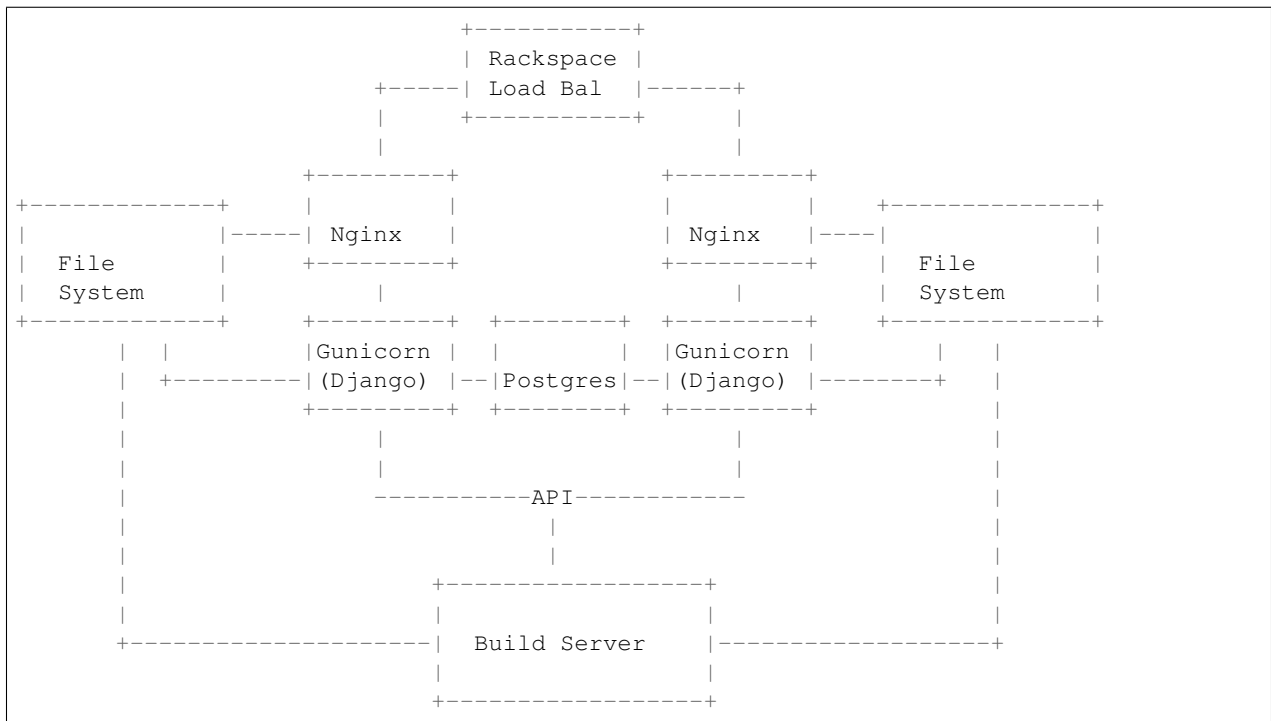 Rackspace
Load Bal
Nginx
Nginx
File
System
File
System
Gunicorn
(Django)
Postgres
Gunicorn
(Django)
API
Build Server